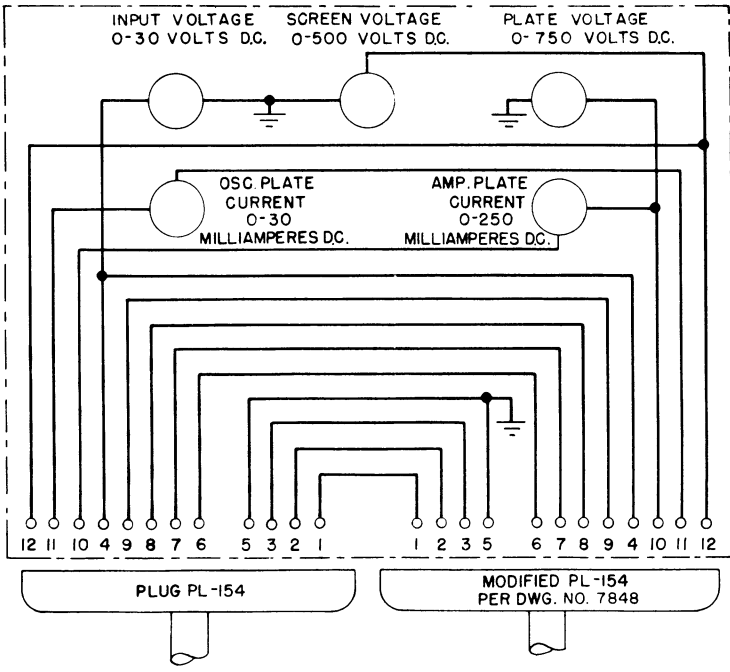 INPUT VOLTAGE
0-30 VOLTS D.C.
SCREEN VOLTAGE
0-500 VOLTS D.C.
PLATE VOLTAGE
0-750 VOLTS D.C.
OSC. PLATE
CURRENT
0-30
MILLIAMPERES D.C.
AMP. PLATE
CURRENT
0-250
MILLIAMPERES D.C.
12 11 10 4 9 8 7 6 5 3 2 1
1 2 3 5 6 7 8 9 4 10 11 12
PLUG PL-154
MODIFIED PL-154
PER DWG. NO. 7848